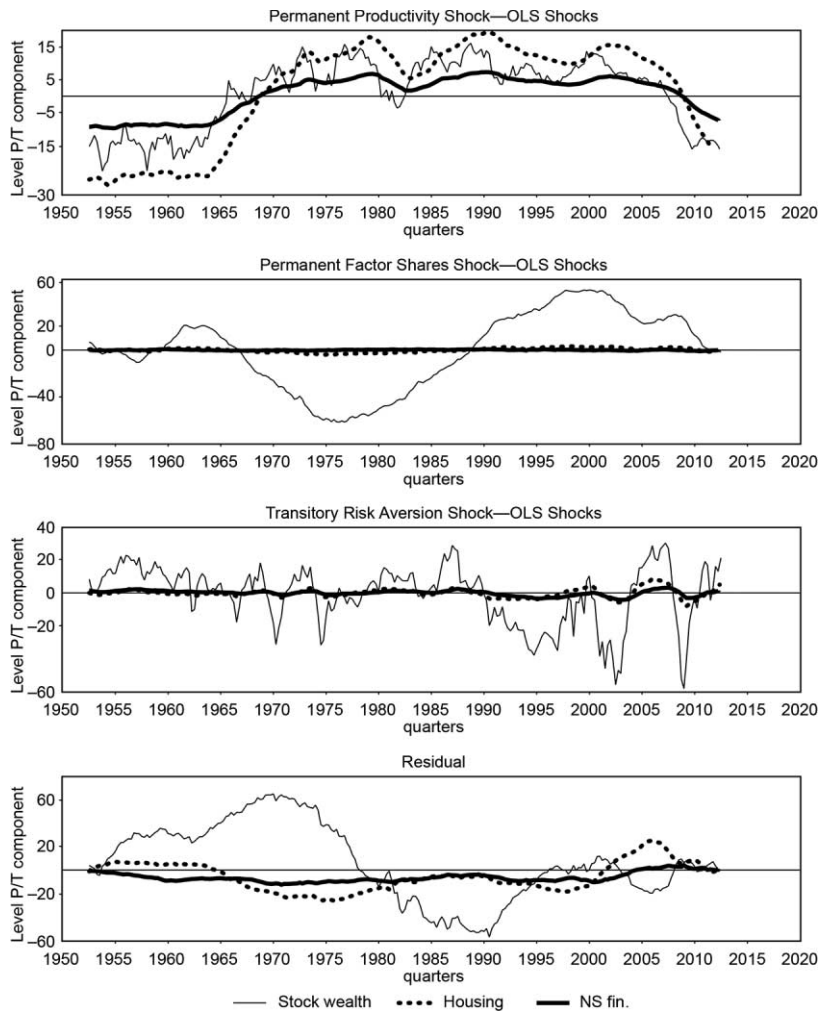 Permanent Productivity Shock—OLS Shocks
Level P/T component
15
5
–5
–15
–30
1950 1955 1960 1965 1970 1975 1980 1985 1990 1995 2000 2005 2010 2015 2020
quarters
Permanent Factor Shares Shock—OLS Shocks
Level P/T component
60
20
0
–40
–80
1950 1955 1960 1965 1970 1975 1980 1985 1990 1995 2000 2005 2010 2015 2020
quarters
Transitory Risk Aversion Shock—OLS Shocks
Level P/T component
40
20
0
–20
–60
1950 1955 1960 1965 1970 1975 1980 1985 1990 1995 2000 2005 2010 2015 2020
quarters
Residual
Level P/T component
60
20
0
–20
–60
1950 1955 1960 1965 1970 1975 1980 1985 1990 1995 2000 2005 2010 2015 2020
quarters
Stock wealth Housing NS fin.